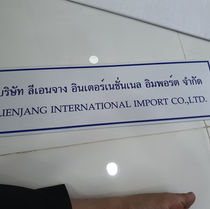 บริษัท ลีเอนจาง อินเตอร์เนชั่นเนล อิมพอร์ต จำกัด
LIENJANG INTERNATIONAL IMPORT CO.,LTD.